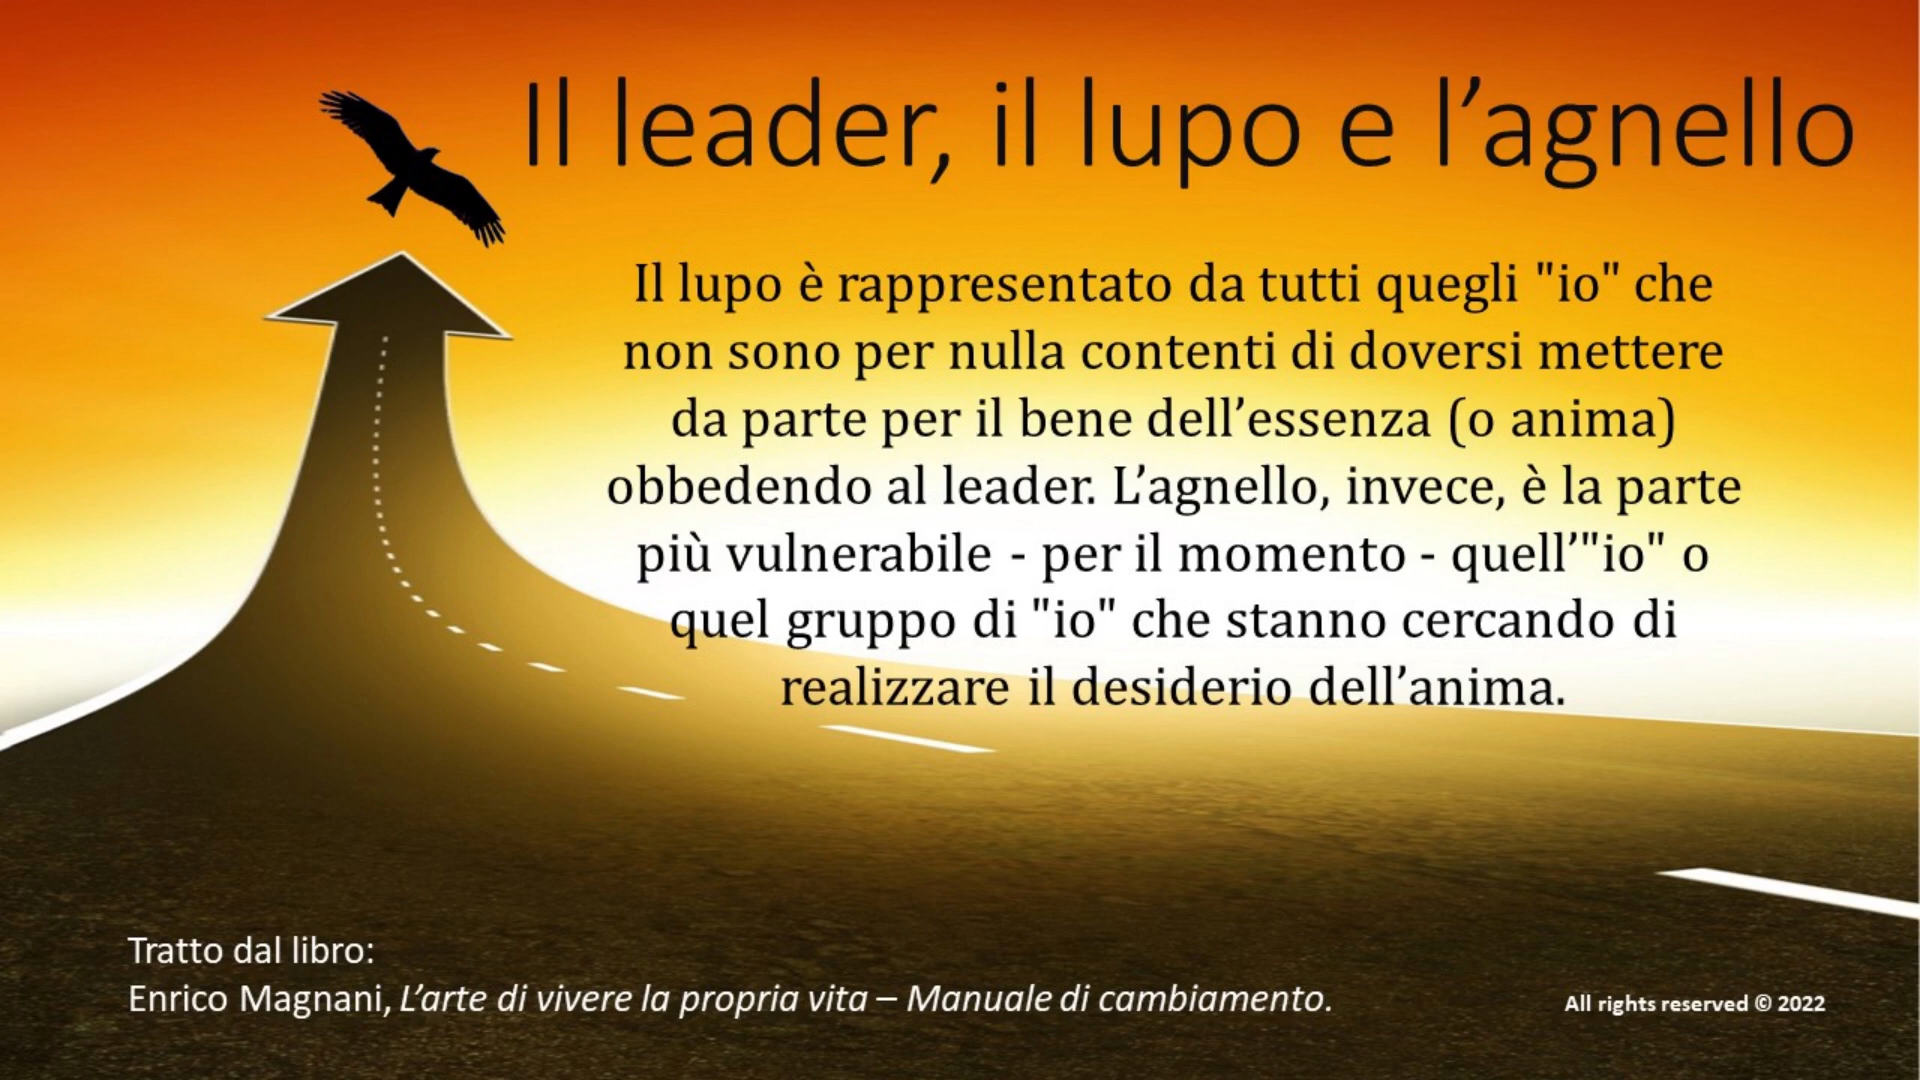 Il leader, il lupo e l’agnello
Il lupo è rappresentato da tutti quegli "io" che
non sono per nulla contenti di doversi mettere
da parte per il bene dell’essenza (o anima)
obbedendo al leader. L’agnello, invece, è la parte
più vulnerabile - per il momento - quell’"io" o
quel gruppo di "io" che stanno cercando di
realizzare il desiderio dell’anima.
Tratto dal libro:
Enrico Magnani, L’arte di vivere la propria vita – Manuale di cambiamento.
All rights reserved © 2022